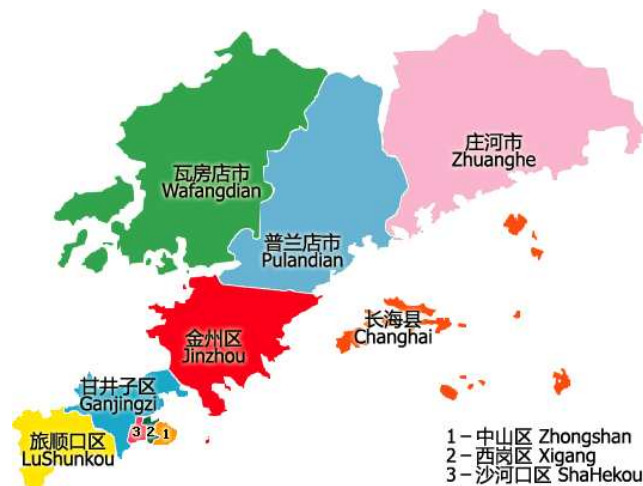 庄河市
Zhuanghe
瓦房店市
Wafangdian
普兰店市
Pulandian
长海县
Changhai
金州区
Jinzhou
甘井子区
Ganjingzi
旅顺口区
LuShunkou
3
2
1
1－中山区 Zhongshan
2－西岗区 Xigang
3－沙河口区 ShaHekou